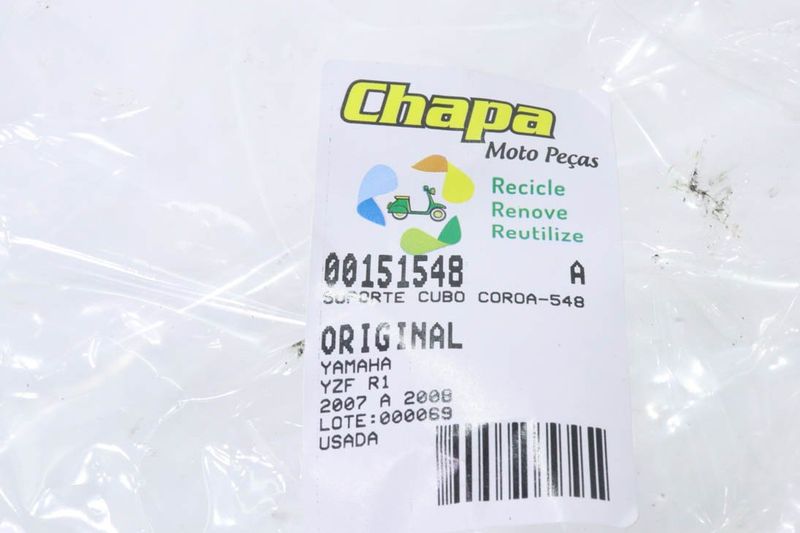 Chapa
Moto Peças
Recicle
Renove
Reutilize
00151548 A
SUPORTE CUBO COROA-548
ORIGINAL
YAMAHA
YZF R1
2007 A 2008
LOTE:000069
USADA